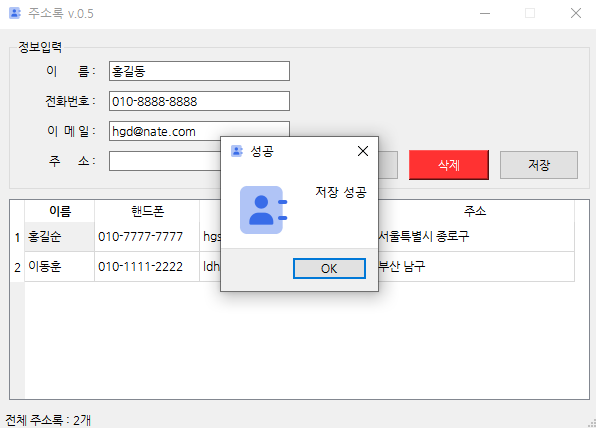 주소록 v.0.5
정보입력
이 름 : 홍길동
전화번호 : 010-8888-8888
이 메 일 : hgd@nate.com
주 소 :
삭제 저장
성공
저장 성공
OK
이름 핸드폰 주소
1 홍길순 010-7777-7777 hgs 서울특별시 종로구
2 이동훈 010-1111-2222 ldh 부산 남구
전체 주소록 : 2개